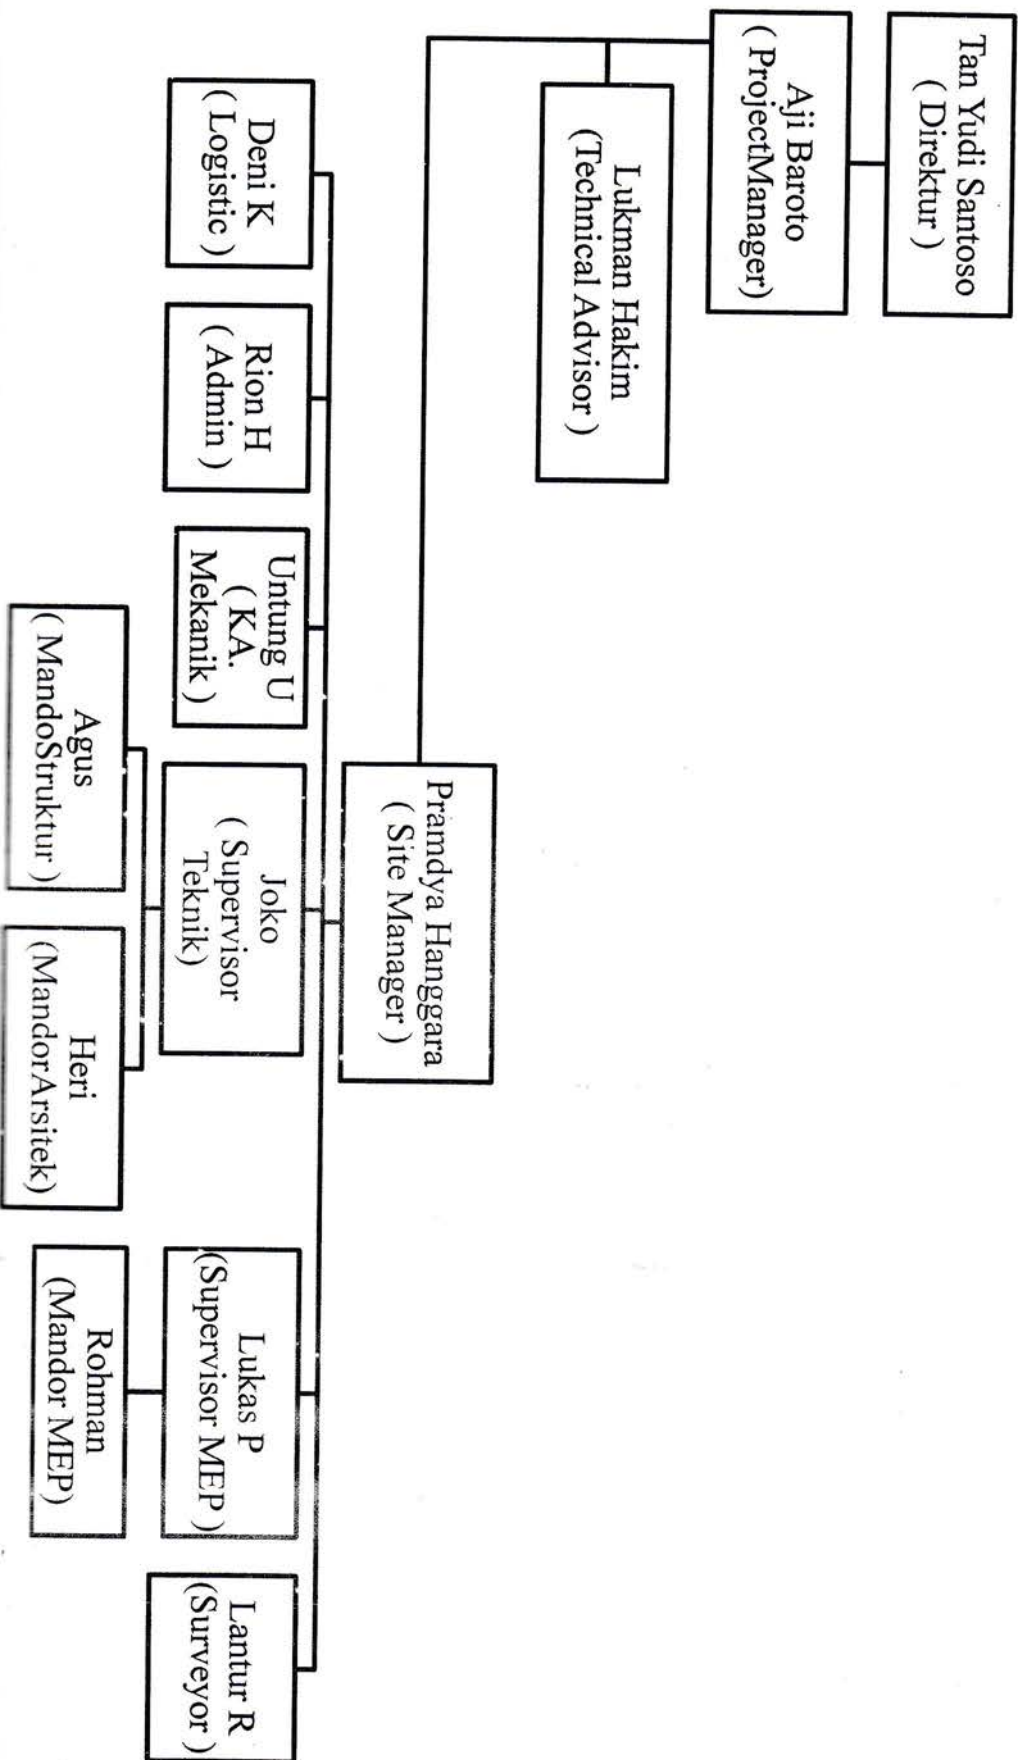 Tan Yudi Santoso
( Direktur )
Aji Baroto
( ProjectManager)
Lukman Hakim
(Technical Advisor )
Pramdya Hanggara
( Site Manager )
Deni K
( Logistic )
Rion H
( Admin )
Untung U
( KA.
Mekanik )
Joko
( Supervisor
Teknik)
Lukas P
(Supervisor MEP )
Lantur R
(Surveyor )
Agus
( MandoStruktur )
Heri
(MandorArsitek)
Rohman
(Mandor MEP)